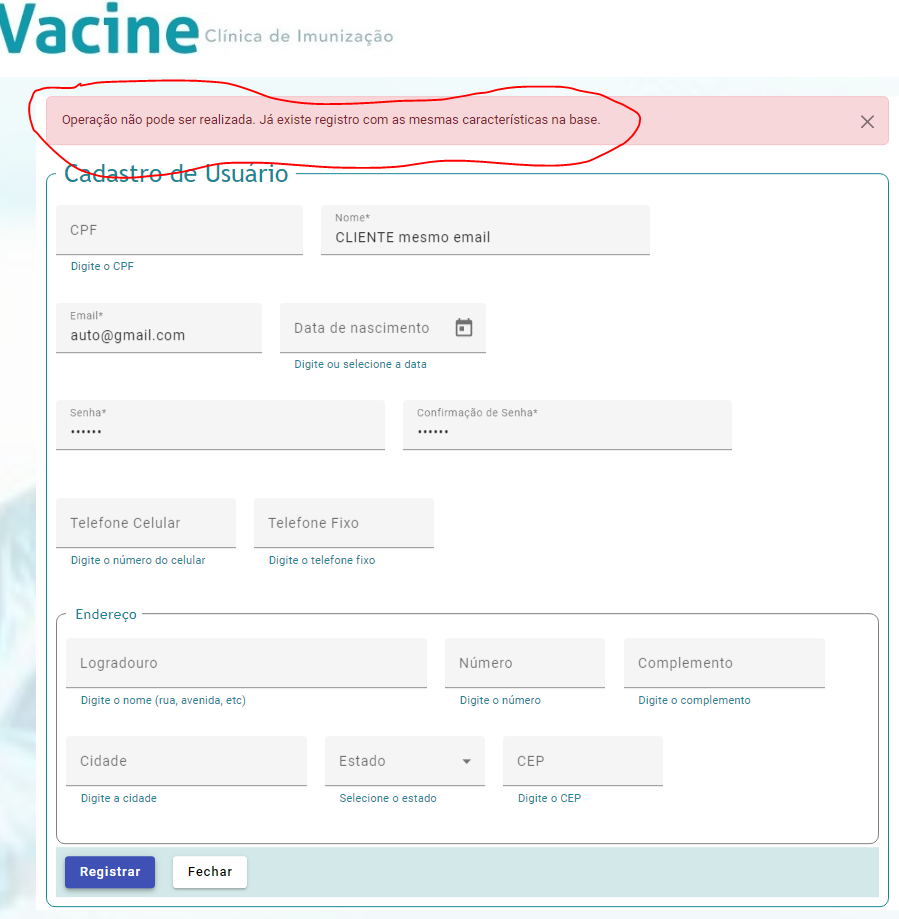 Vacine Clínica de Imunização
Operação não pode ser realizada. Já existe registro com as mesmas características na base.
Cadastro de Usuário
CPF
Nome*
CLIENTE mesmo email
Digite o CPF
Email*
auto@gmail.com
Data de nascimento
Digite ou selecione a data
Senha*
••••••
Confirmação de Senha*
••••••
Telefone Celular
Telefone Fixo
Digite o número do celular
Digite o telefone fixo
Endereço
Logradouro
Número
Complemento
Digite o nome (rua, avenida, etc)
Digite o número
Digite o complemento
Cidade
Estado
CEP
Digite a cidade
Selecione o estado
Digite o CEP
Registrar
Fechar